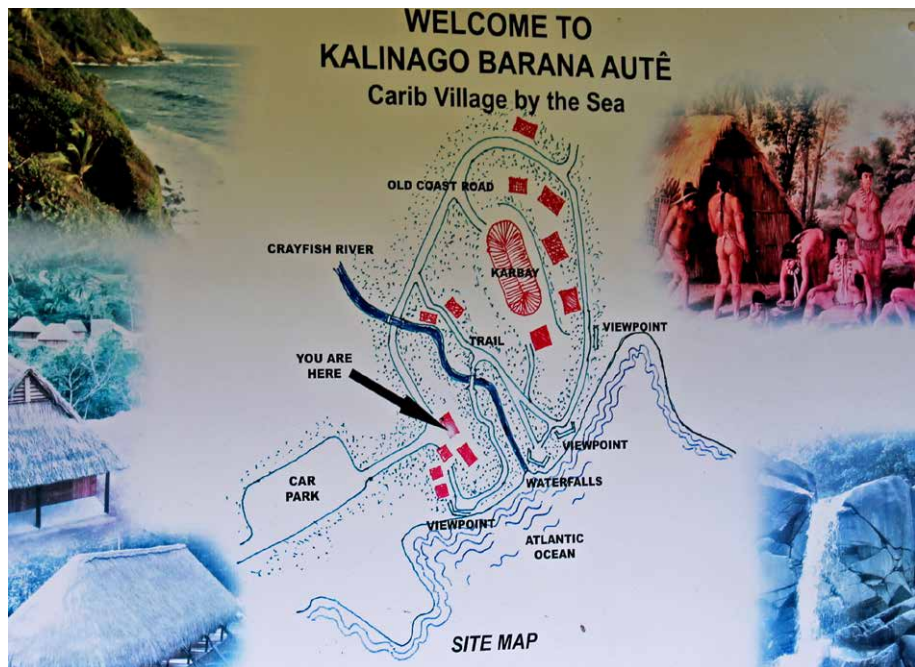 WELCOME TO
KALINAGO BARANA AUTÊ
Carib Village by the Sea
OLD COAST ROAD
CRAYFISH RIVER
KARBAY
VIEWPOINT
TRAIL
YOU ARE
HERE
VIEWPOINT
CAR
PARK
WATERFALLS
VIEWPOINT
ATLANTIC
OCEAN
SITE MAP